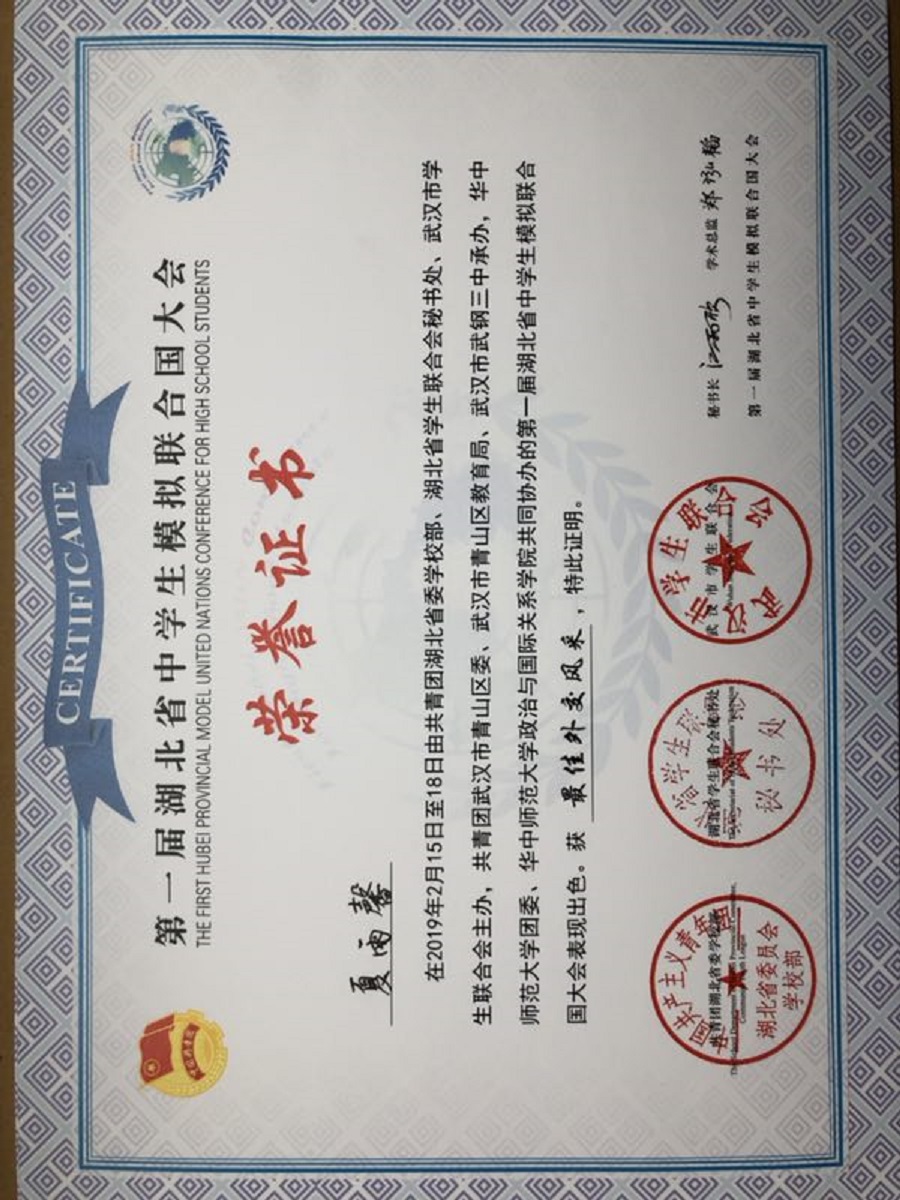 CERTIFICATE
第一届湖北省中学生模拟联合国大会
THE FIRST HUBEI PROVINCIAL MODEL UNITED NATIONS CONFERENCE FOR HIGH SCHOOL STUDENTS
荣誉证书
夏雨馨
在2019年2月15日至18日由共青团湖北省委学校部、湖北省学生联合会秘书处、武汉市学
生联合会主办,共青团武汉市青山区委、武汉市青山区教育局、武汉市武钢三中承办,华中
师范大学团委、华中师范大学政治与国际关系学院共同协办的第一届湖北省中学生模拟联合
国大会表现出色。获 最佳外交风采 ,特此证明。
共青团湖北省委学校部
湖北省委员会
学校部
湖北省学生联合会秘书处
秘书处
武汉市学生联合会
秘书长
学术总监
第一届湖北省中学生模拟联合国大会